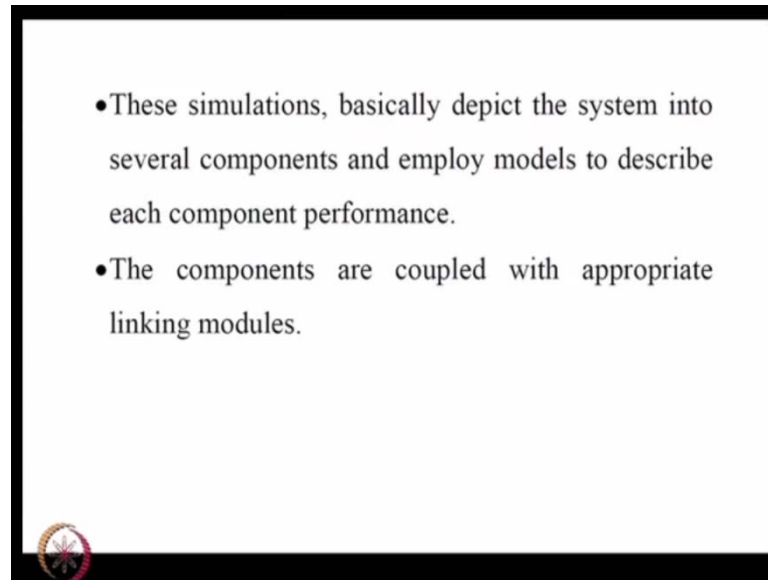 •These simulations, basically depict the system into
several components and employ models to describe
each component performance.
•The components are coupled with appropriate
linking modules.